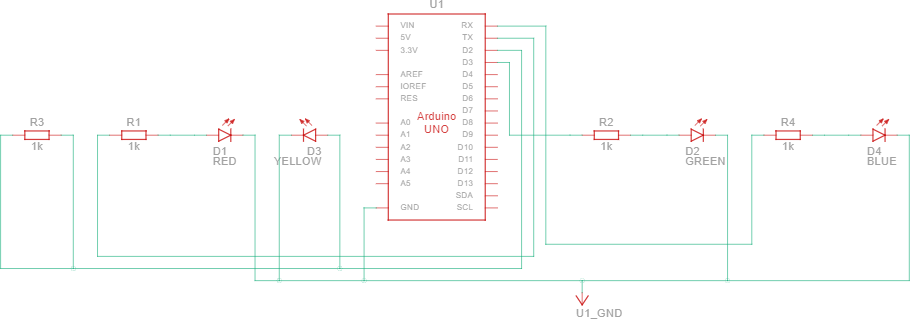 U1
VIN
5V
3.3V
AREF
IOREF
RES
A0
A1
A2
A3
A4
A5
GND
Arduino
UNO
RX
TX
D2
D3
D4
D5
D6
D7
D8
D9
D10
D11
D12
D13
SDA
SCL
R3
1k
R1
1k
D1
RED
D3
YELLOW
R2
1k
D2
GREEN
R4
1k
D4
BLUE
U1_GND